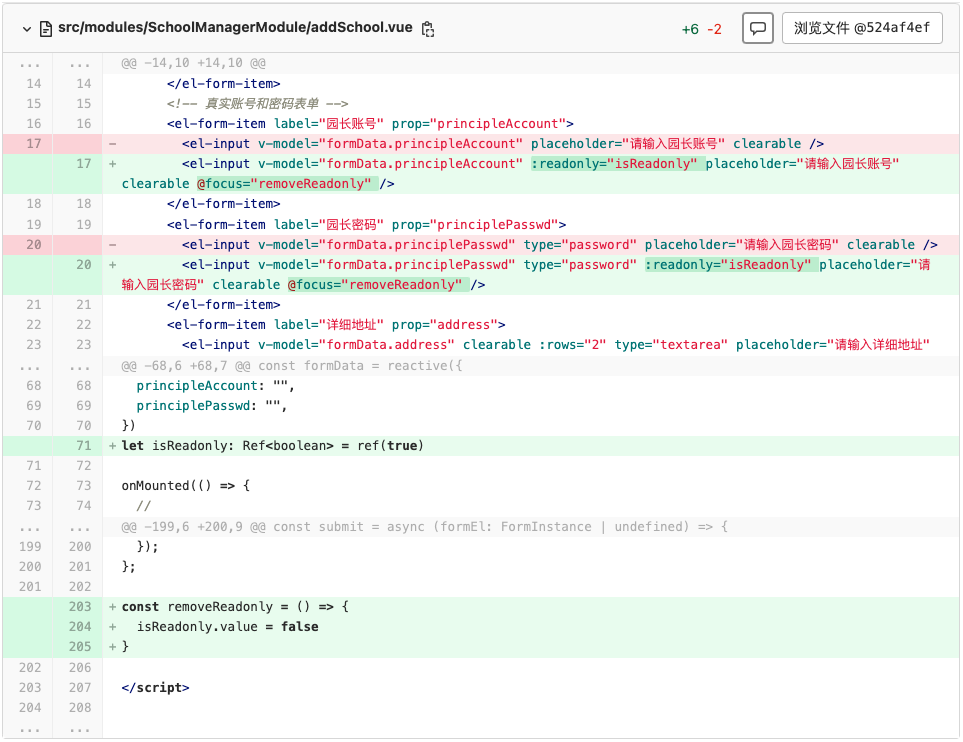 src/modules/SchoolManagerModule/addSchool.vue +6 -2 浏览文件 @524af4ef
... ... @@ -14,10 +14,10 @@
14 14 </el-form-item>
15 15 <!-- 真实账号和密码表单 -->
16 16 <el-form-item label="园长账号" prop="principleAccount">
17 - <el-input v-model="formData.principleAccount" placeholder="请输入园长账号" clearable />
17 + <el-input v-model="formData.principleAccount" :readonly="isReadonly" placeholder="请输入园长账号"
clearable @focus="removeReadonly" />
18 18 </el-form-item>
19 19 <el-form-item label="园长密码" prop="principlePasswd">
20 - <el-input v-model="formData.principlePasswd" type="password" placeholder="请输入园长密码" clearable />
20 + <el-input v-model="formData.principlePasswd" type="password" :readonly="isReadonly" placeholder="请
输入园长密码" clearable @focus="removeReadonly" />
21 21 </el-form-item>
22 22 <el-form-item label="详细地址" prop="address">
23 23 <el-input v-model="formData.address" clearable :rows="2" type="textarea" placeholder="请输入详细地址"
... ... @@ -68,6 +68,7 @@ const formData = reactive({
68 68 principleAccount: "",
69 69 principlePasswd: "",
70 70 })
71 + let isReadonly: Ref<boolean> = ref(true)
71 72
72 73 onMounted(() => {
73 74 //
... ... @@ -199,6 +200,9 @@ const submit = async (formEl: FormInstance | undefined) => {
199 200 });
200 201 };
201 202
203 + const removeReadonly = () => {
204 + isReadonly.value = false
205 + }
202 206
203 207 </script>
204 208
... ...